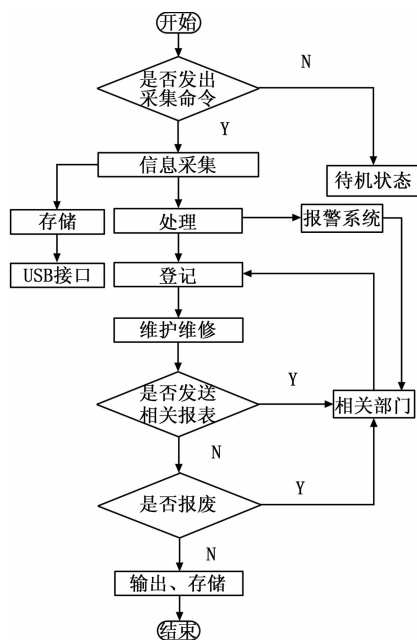 开始
是否发出
采集命令
N
Y
信息采集
待机状态
存储
处理
报警系统
USB接口
登记
维护维修
是否发送
相关报表
Y
相关部门
N
是否报废
Y
N
输出、存储
结束